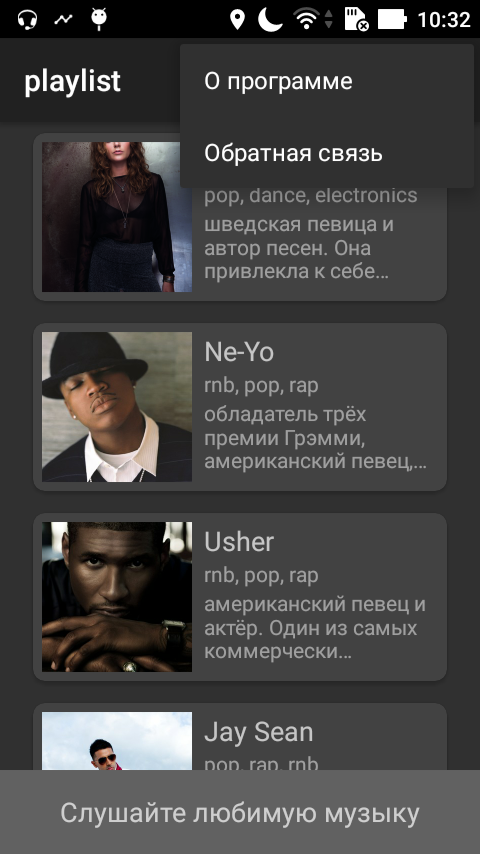 10:32
playlist
О программе
Обратная связь
pop, dance, electronics
шведская певица и
автор песен. Она
привлекла к себе…
Ne-Yo
rnb, pop, rap
обладатель трёх
премии Грэмми,
американский певец,…
Usher
rnb, pop, rap
американский певец и
актёр. Один из самых
коммерчески…
Jay Sean
pop, rap, rnb
Слушайте любимую музыку